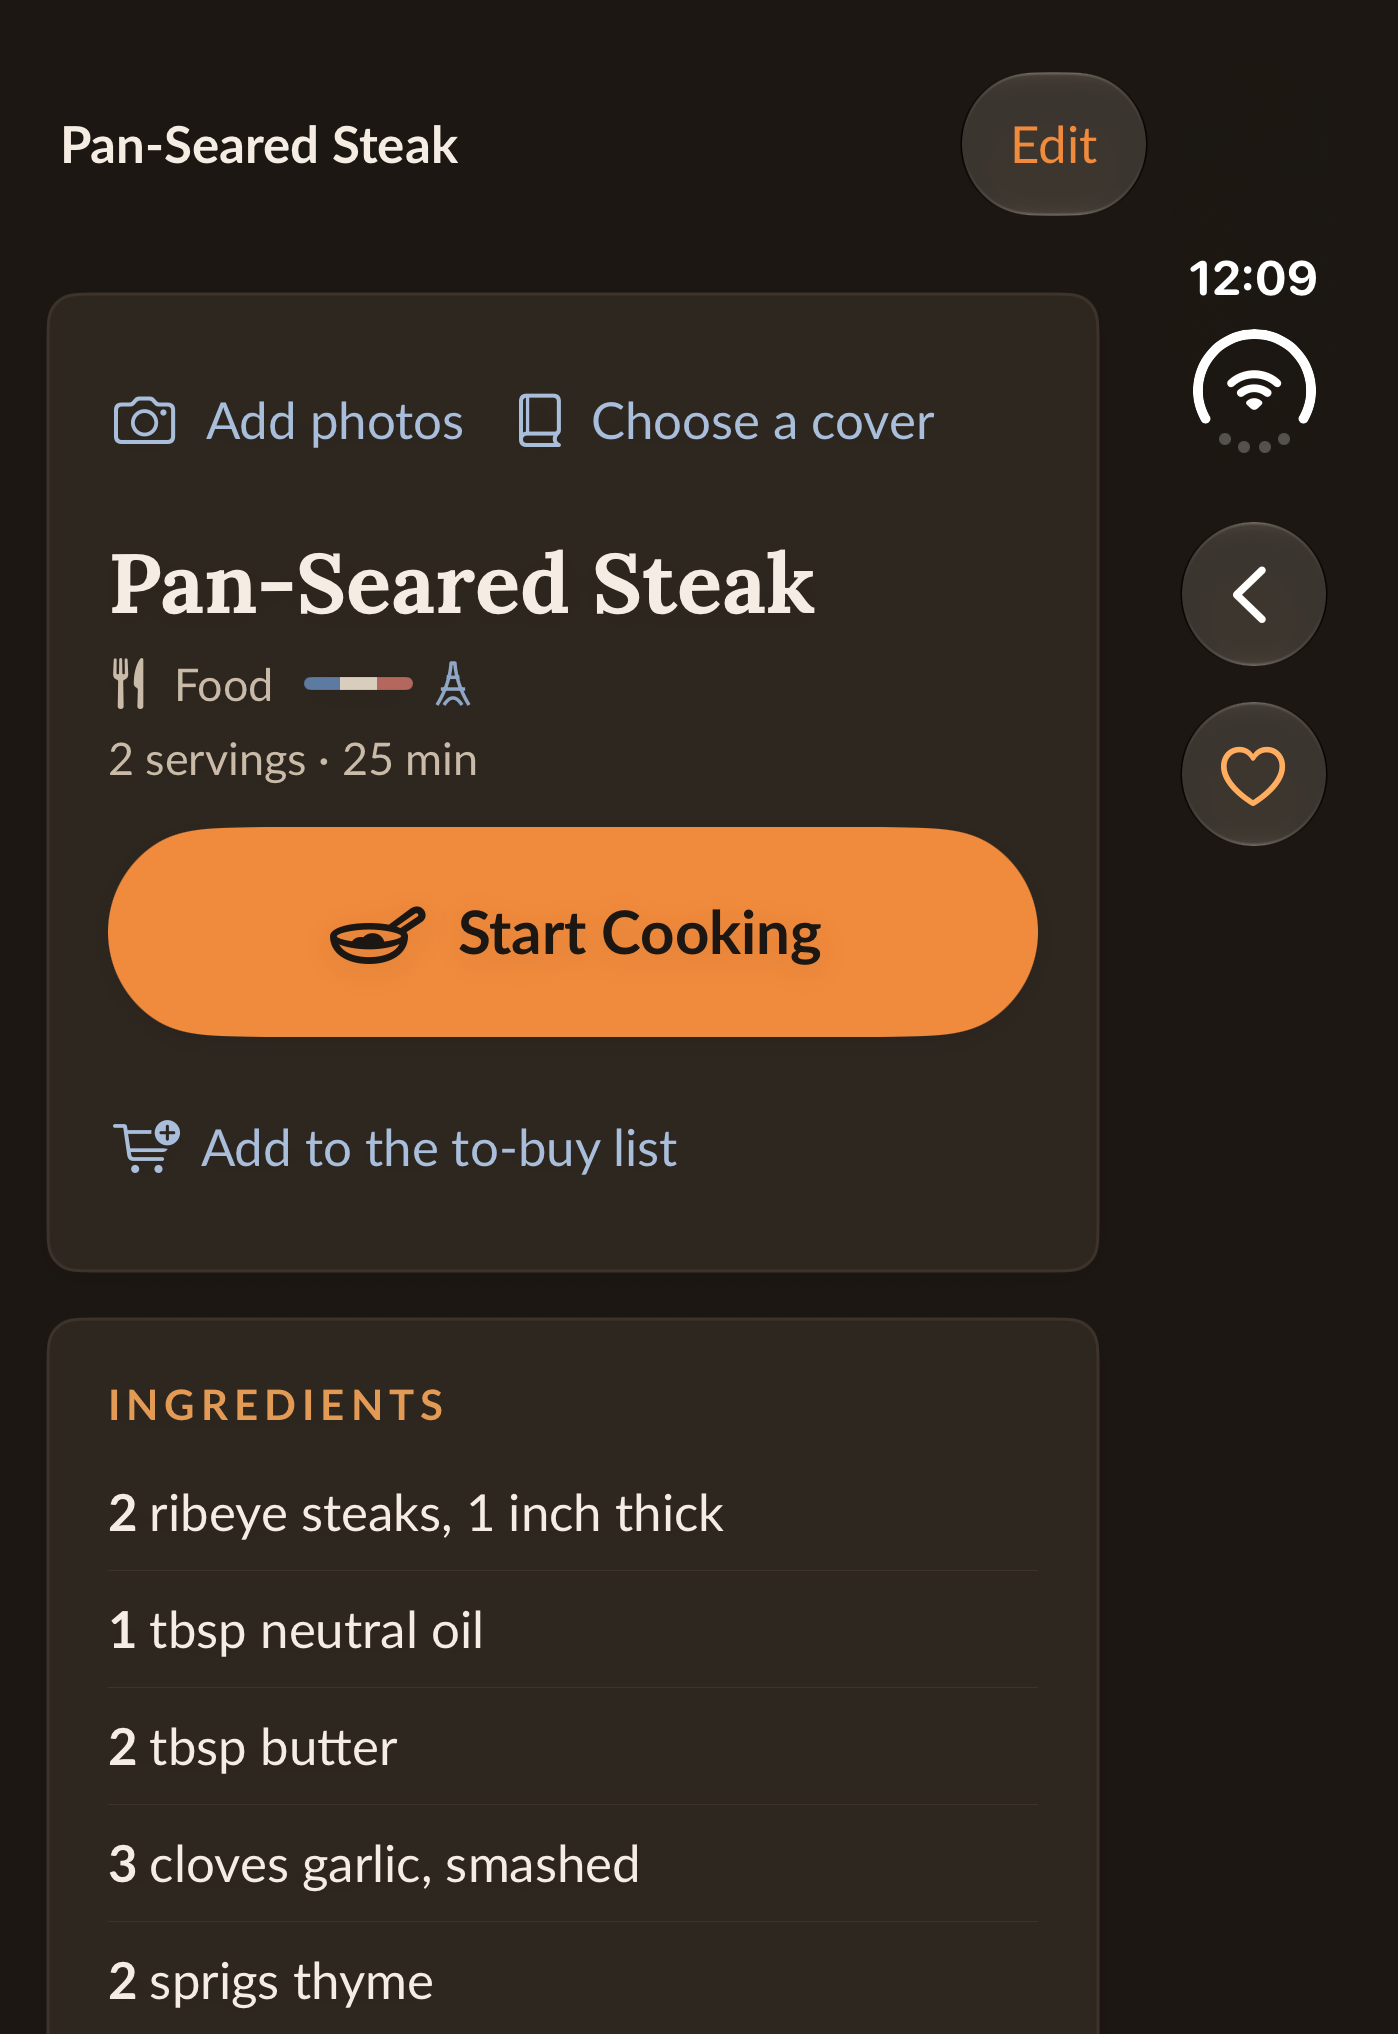 Pan-Seared Steak
Edit
12:09
Add photos
Choose a cover
Pan-Seared Steak
Food
2 servings · 25 min
Start Cooking
Add to the to-buy list
INGREDIENTS
2 ribeye steaks, 1 inch thick
1 tbsp neutral oil
2 tbsp butter
3 cloves garlic, smashed
2 sprigs thyme